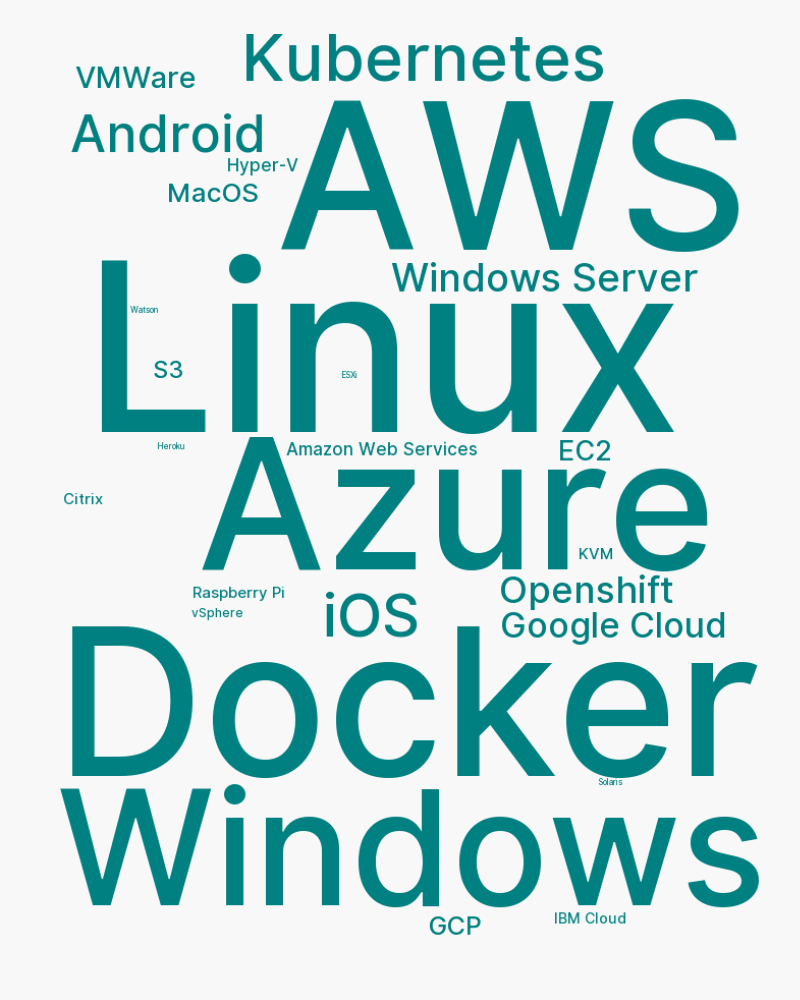 Kubernetes
VMWare
AWS
Android
Hyper-V
MacOS
Linux
Windows Server
Watson
S3
ESXi
Azure
Heroku
Amazon Web Services
EC2
Citrix
KVM
Raspberry Pi
vSphere
iOS
Openshift
Google Cloud
Docker
Solaris
Windows
GCP
IBM Cloud